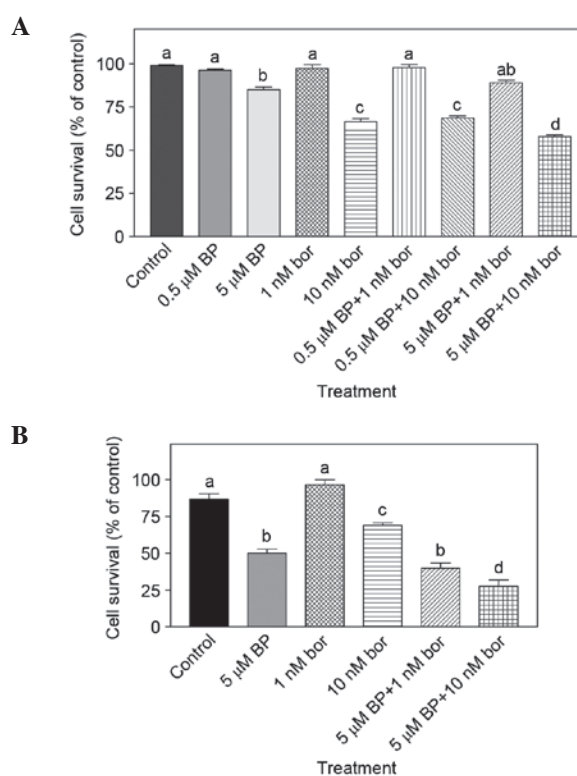 A
Cell survival (% of control)
100
75
50
25
0
a
a
b
a
c
a
c
ab
d
Control
0.5 µM BP
5 µM BP
1 nM bor
10 nM bor
0.5 µM BP+1 nM bor
0.5 µM BP+10 nM bor
5 µM BP+1 nM bor
5 µM BP+10 nM bor
Treatment
B
Cell survival (% of control)
100
75
50
25
0
a
b
a
c
b
d
Control
5 µM BP
1 nM bor
10 nM bor
5 µM BP+1 nM bor
5 µM BP+10 nM bor
Treatment